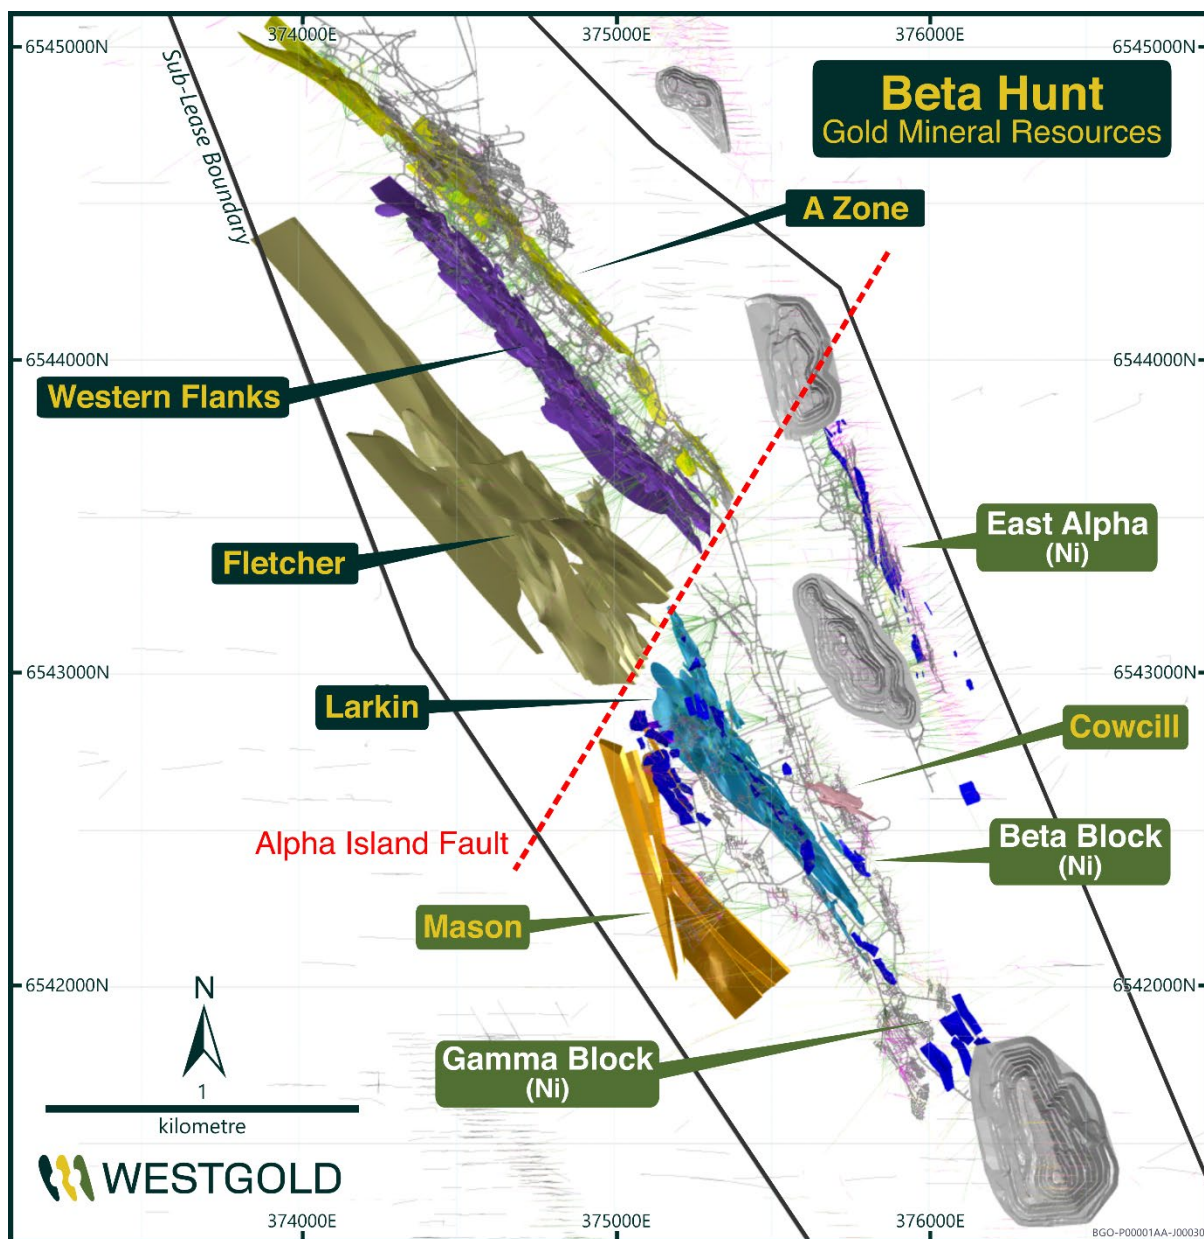 374000E
375000E
376000E
6545000N
6545000N
Beta Hunt
Gold Mineral Resources
Sub-Lease Boundary
A Zone
6544000N
6544000N
Western Flanks
East Alpha
(Ni)
Fletcher
6543000N
6543000N
Larkin
Cowcill
Alpha Island Fault
Beta Block
(Ni)
Mason
6542000N
6542000N
N
Gamma Block
(Ni)
1
kilometre
WESTGOLD
374000E
375000E
376000E
BGO-P00001AA-J00030